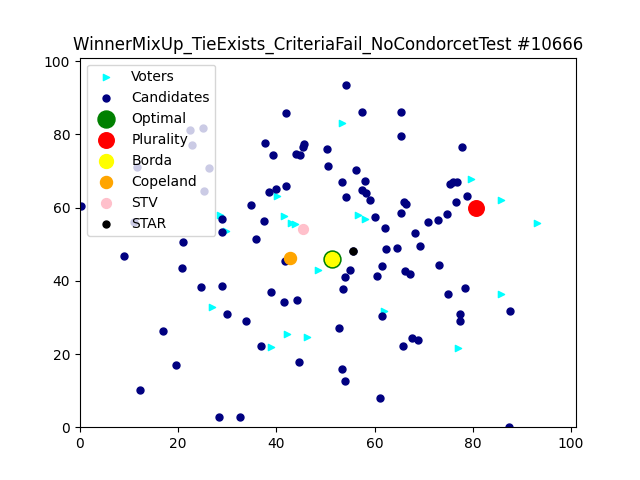 WinnerMixUp_TieExists_CriteriaFail_NoCondorcetTest #10666
100
80
60
40
20
0
Voters
Candidates
Optimal
Plurality
Borda
Copeland
STV
STAR
0 20 40 60 80 100